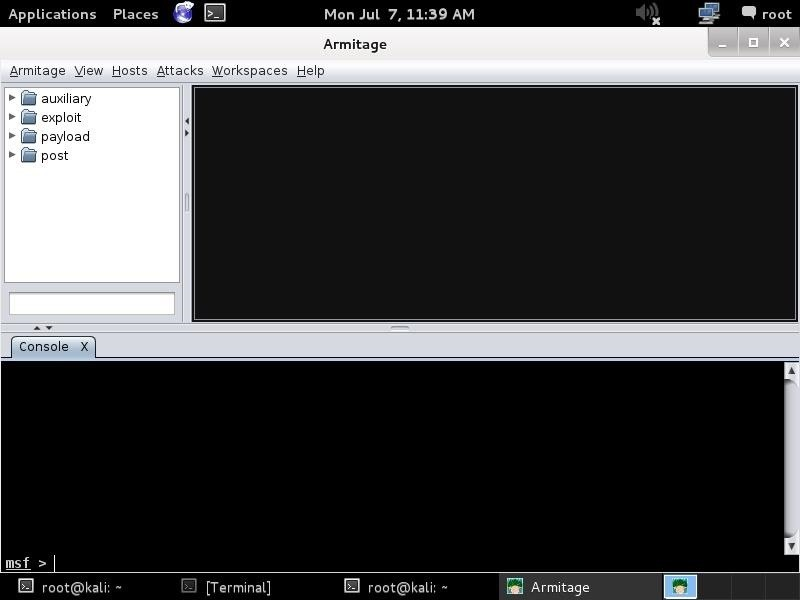 Applications Places Mon Jul 7, 11:39 AM root
Armitage
Armitage View Hosts Attacks Workspaces Help
auxiliary
exploit
payload
post
Console X
msf >
root@kali: ~ [Terminal] root@kali: ~ Armitage